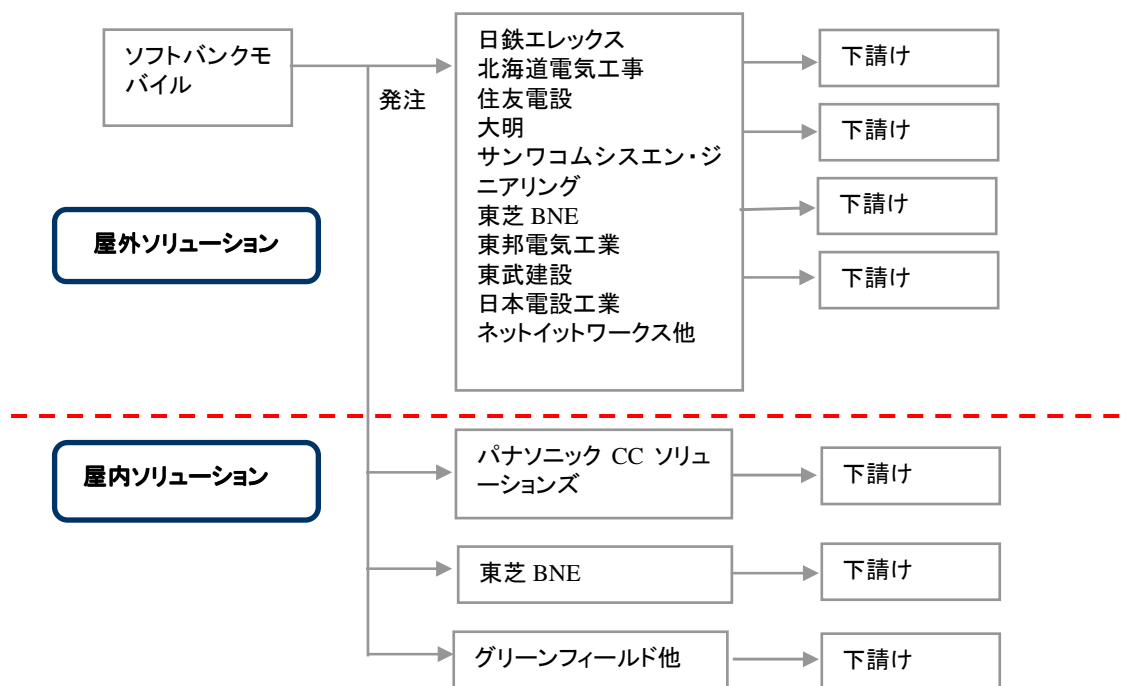 ソフトバンクモ
バイル
発注
日鉄エレックス
北海道電気工事
住友電設
大明
サンワコムシスエン・ジ
ニアリング
東芝 BNE
東邦電気工業
東武建設
日本電設工業
ネットイットワークス他
下請け
下請け
下請け
下請け
屋外ソリューション
屋内ソリューション
パナソニック CC ソリュ
ーションズ
下請け
東芝 BNE
下請け
グリーンフィールド他
下請け